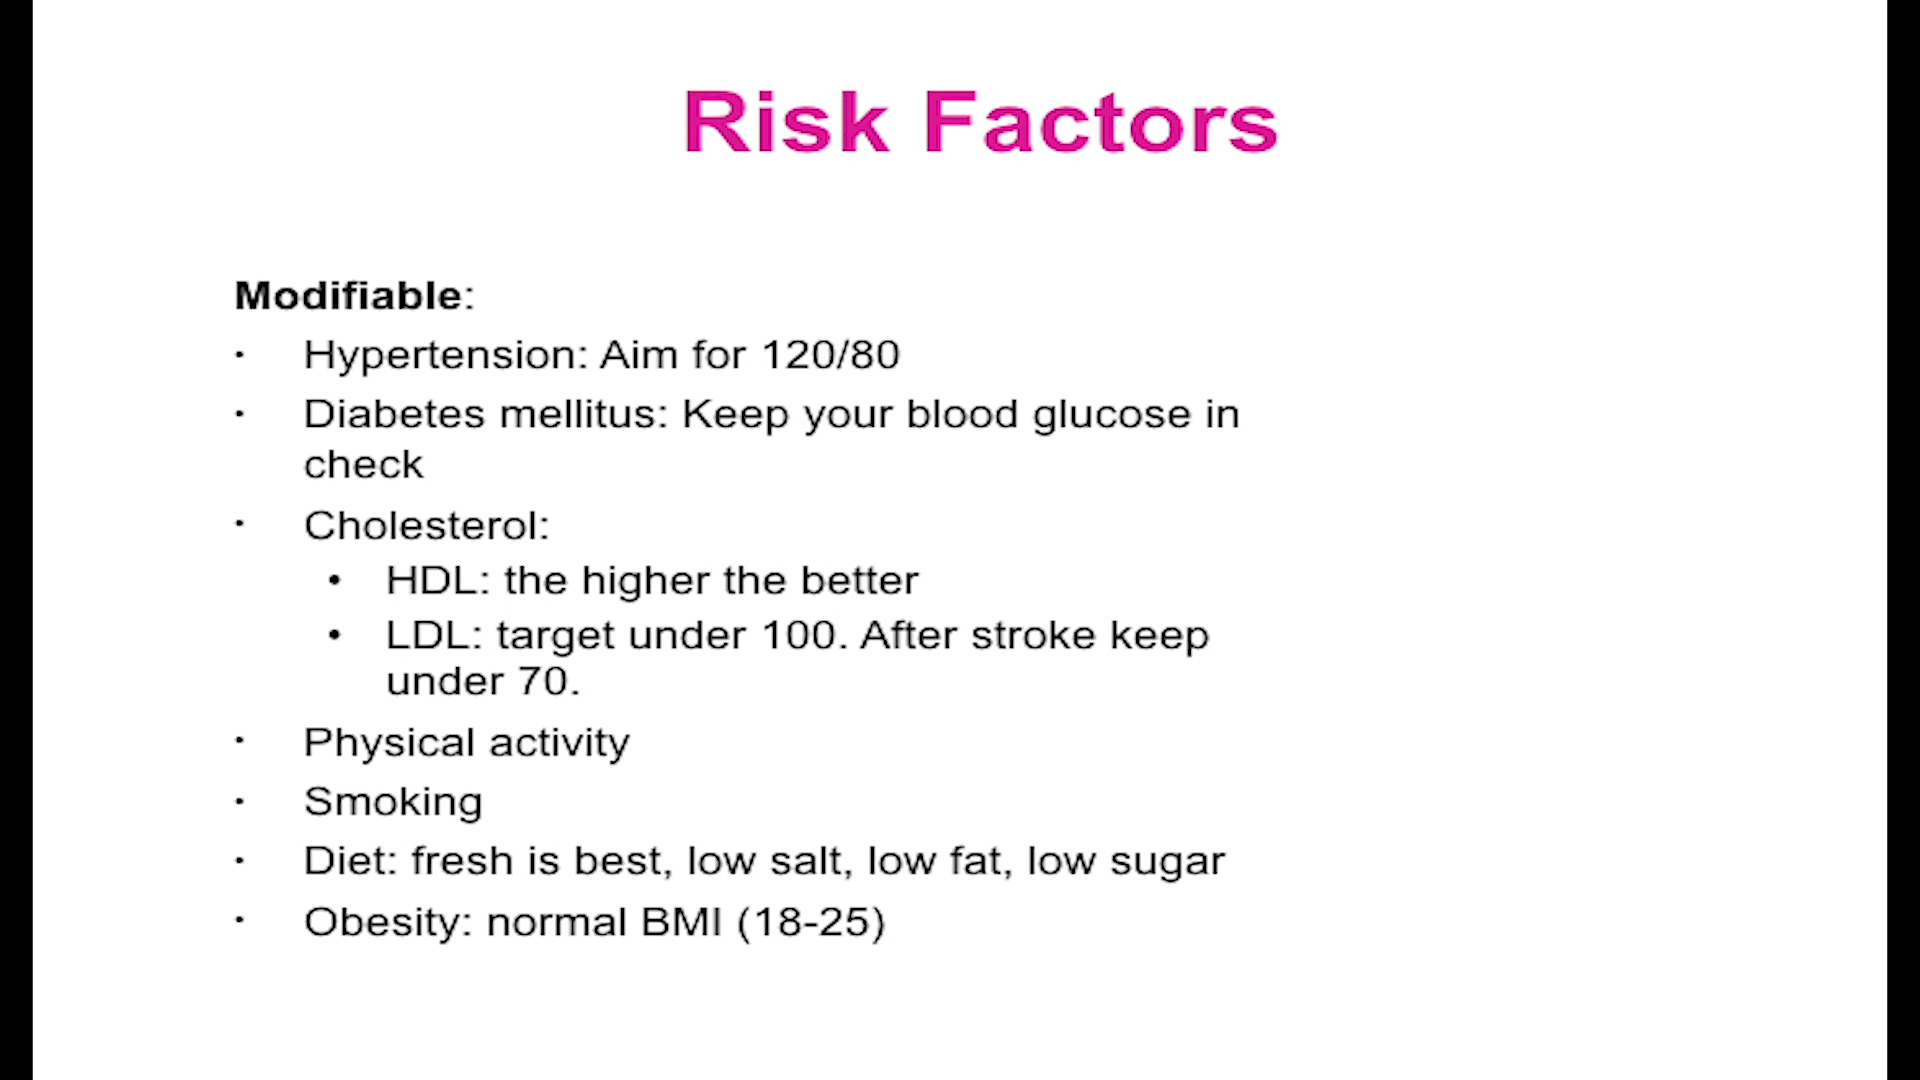 Risk Factors
Modifiable:
· Hypertension: Aim for 120/80
· Diabetes mellitus: Keep your blood glucose in
check
· Cholesterol:
• HDL: the higher the better
• LDL: target under 100. After stroke keep
under 70.
· Physical activity
· Smoking
· Diet: fresh is best, low salt, low fat, low sugar
· Obesity: normal BMI (18-25)